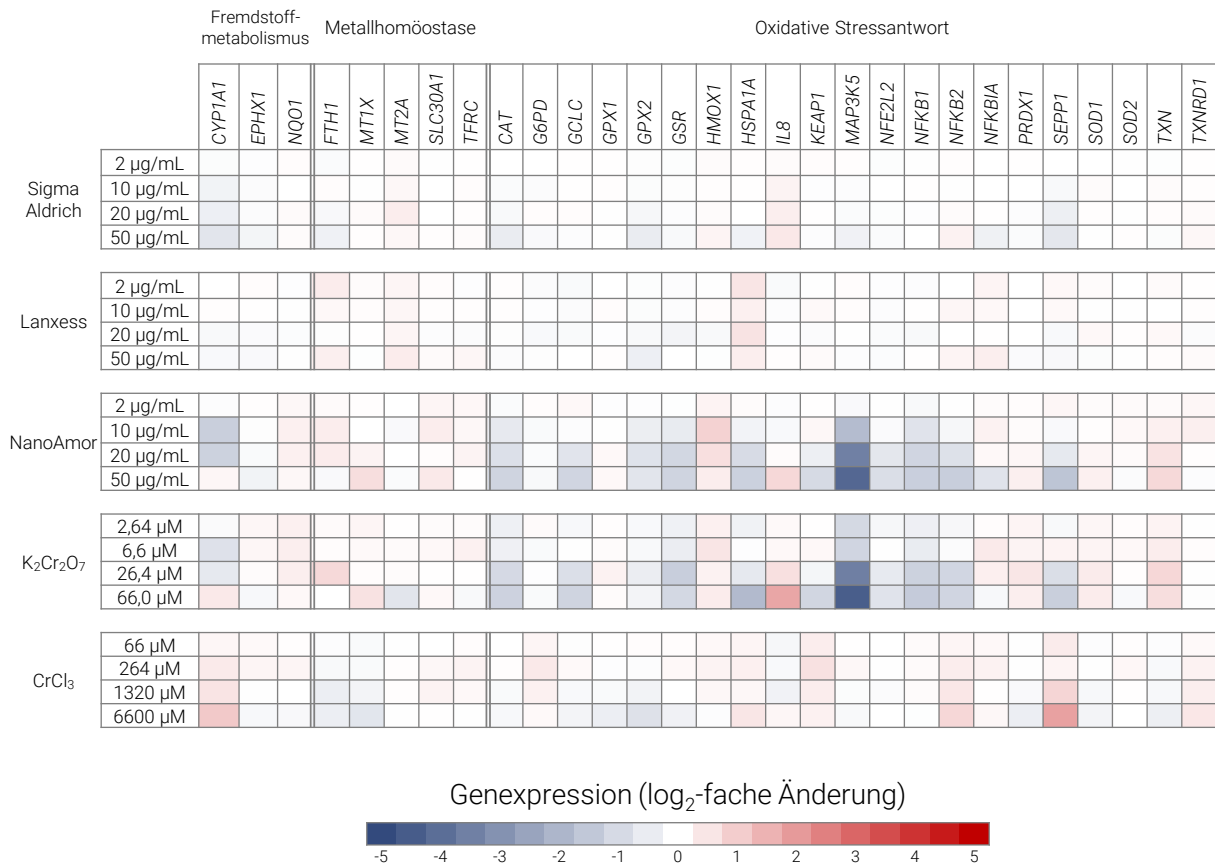 Fremdstoff-
metabolismus
Metallhomöostase
Oxidative Stressantwort
CYP1A1 EPHX1 NQO1 FTH1 MT1X MT2A SLC30A1 TFRC CAT G6PD GCLC GPX1 GPX2 GSR HMOX1 HSPA1A IL8 KEAP1 MAP3K5 NFE2L2 NFKB1 NFKB2 NFKBIA PRDX1 SEPP1 SOD1 SOD2 TXN TXNRD1
Sigma
Aldrich
2 µg/mL
10 µg/mL
20 µg/mL
50 µg/mL
Lanxess
2 µg/mL
10 µg/mL
20 µg/mL
50 µg/mL
NanoAmor
2 µg/mL
10 µg/mL
20 µg/mL
50 µg/mL
K₂Cr₂O₇
2,64 µM
6,6 µM
26,4 µM
66,0 µM
CrCl₃
66 µM
264 µM
1320 µM
6600 µM
Genexpression (log₂-fache Änderung)
-5 -4 -3 -2 -1 0 1 2 3 4 5